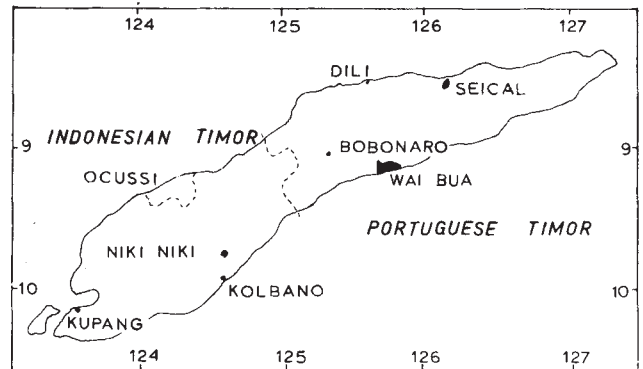 124 125 126 127
DILI
SEICAL
INDONESIAN TIMOR
9 BOBONARO 9
OCUSSI
WAI BUA
PORTUGUESE TIMOR
NIKI NIKI
10 KOLBANO 10
KUPANG
124 125 126 127